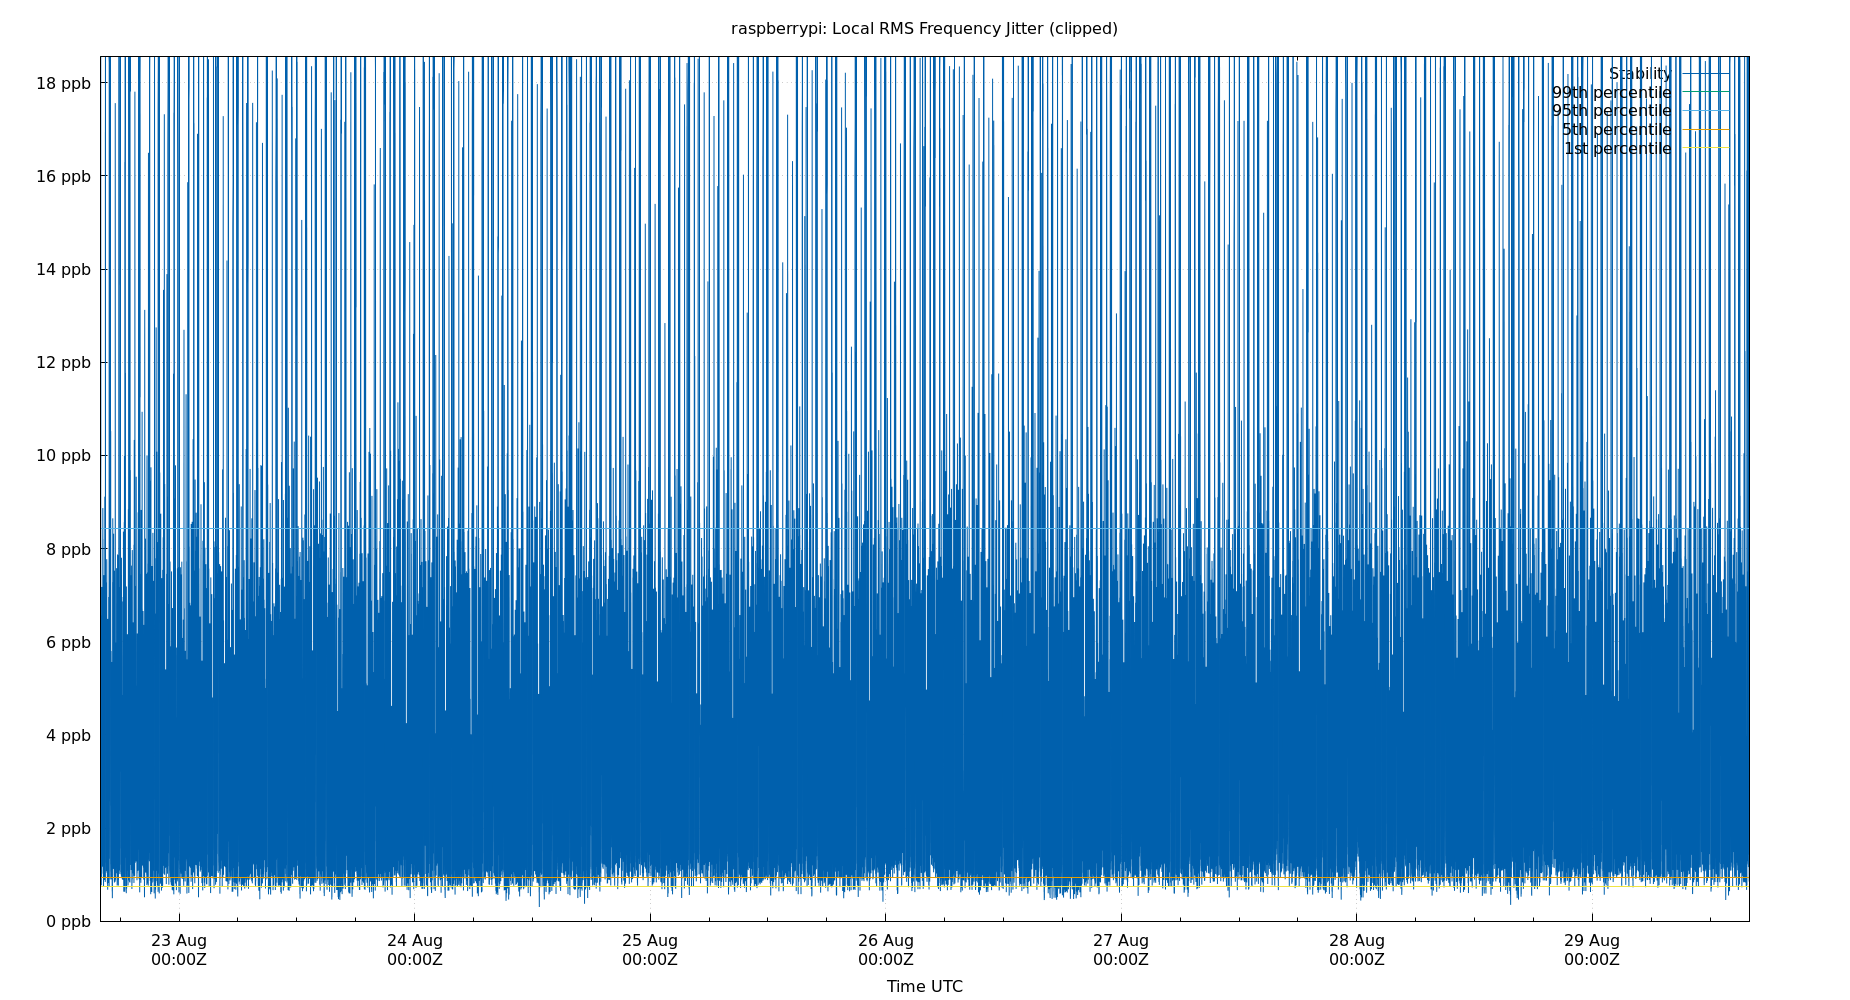 raspberrypi: Local RMS Frequency Jitter (clipped)
18 ppb
16 ppb
14 ppb
12 ppb
10 ppb
8 ppb
6 ppb
4 ppb
2 ppb
0 ppb
Stability
99th percentile
95th percentile
5th percentile
1st percentile
23 Aug
00:00Z
24 Aug
00:00Z
25 Aug
00:00Z
26 Aug
00:00Z
27 Aug
00:00Z
28 Aug
00:00Z
29 Aug
00:00Z
Time UTC